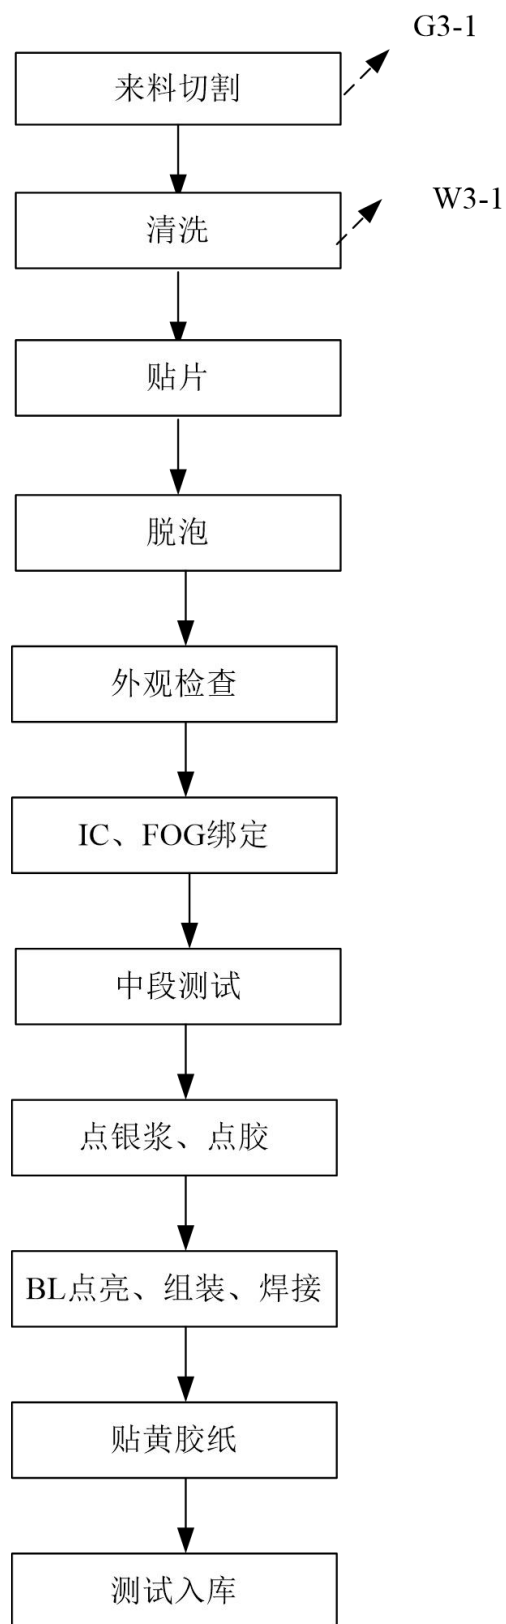 G3-1
来料切割
W3-1
清洗
贴片
脱泡
外观检查
IC、FOG绑定
中段测试
点银浆、点胶
BL点亮、组装、焊接
贴黄胶纸
测试入库